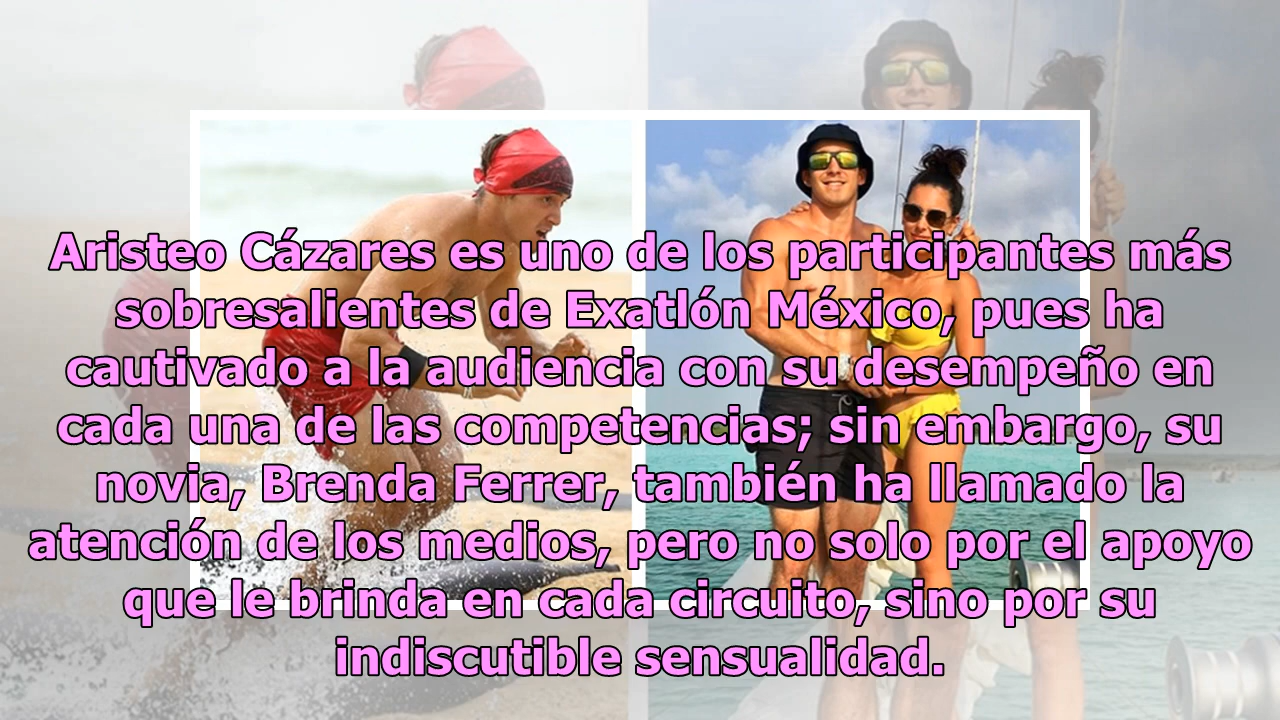 Aristeo Cázares es uno de los participantes más
sobresalientes de Exatlón México, pues ha
cautivado a la audiencia con su desempeño en
cada una de las competencias; sin embargo, su
novia, Brenda Ferrer, también ha llamado la
atención de los medios, pero no solo por el apoyo
que le brinda en cada circuito, sino por su
indiscutible sensualidad.